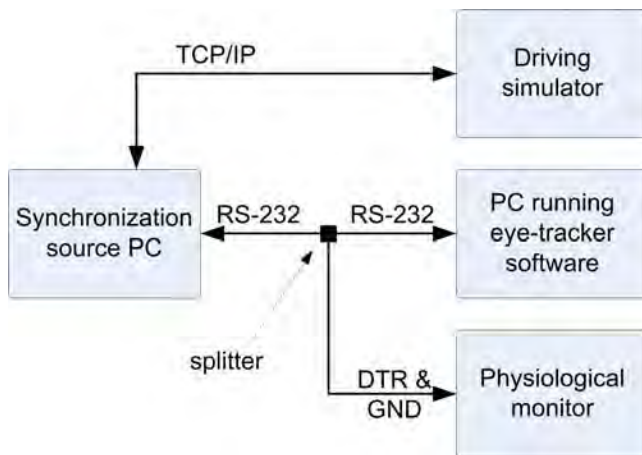 TCP/IP
Driving
simulator
Synchronization
source PC
RS-232
RS-232
PC running
eye-tracker
software
splitter
DTR &
GND
Physiological
monitor